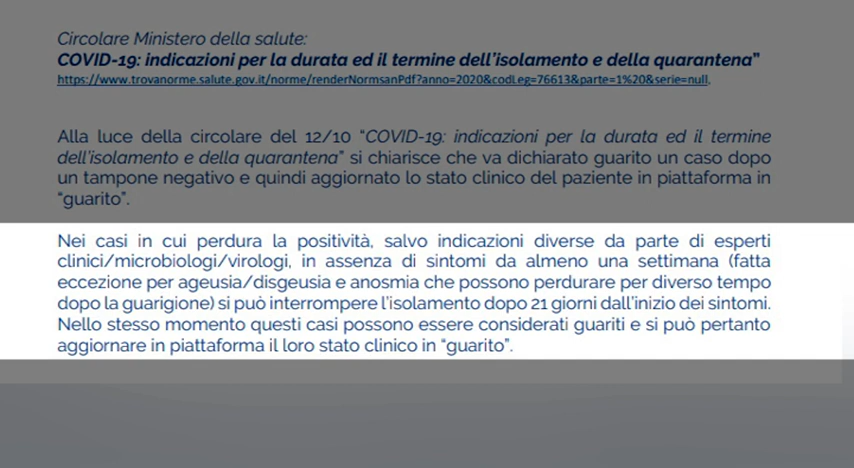 Circolare Ministero della salute:
COVID-19: indicazioni per la durata ed il termine dell'isolamento e della quarantena"
https://www.trovanorme.salute.gov.it/norme/renderNormsanPdf?anno=2020&codLeg=76613&parte=1%20&serie=null,
Alla luce della circolare del 12/10 "COVID-19: indicazioni per la durata ed il termine
dell'isolamento e della quarantena" si chiarisce che va dichiarato guarito un caso dopo
un tampone negativo e quindi aggiornato lo stato clinico del paziente in piattaforma in
"guarito".
Nei casi in cui perdura la positività, salvo indicazioni diverse da parte di esperti
clinici/microbiologi/virologi, in assenza di sintomi da almeno una settimana (fatta
eccezione per ageusia/disgeusia e anosmia che possono perdurare per diverso tempo
dopo la guarigione) si può interrompere l'isolamento dopo 21 giorni dall'inizio dei sintomi.
Nello stesso momento questi casi possono essere considerati guariti e si può pertanto
aggiornare in piattaforma il loro stato clinico in "guarito".